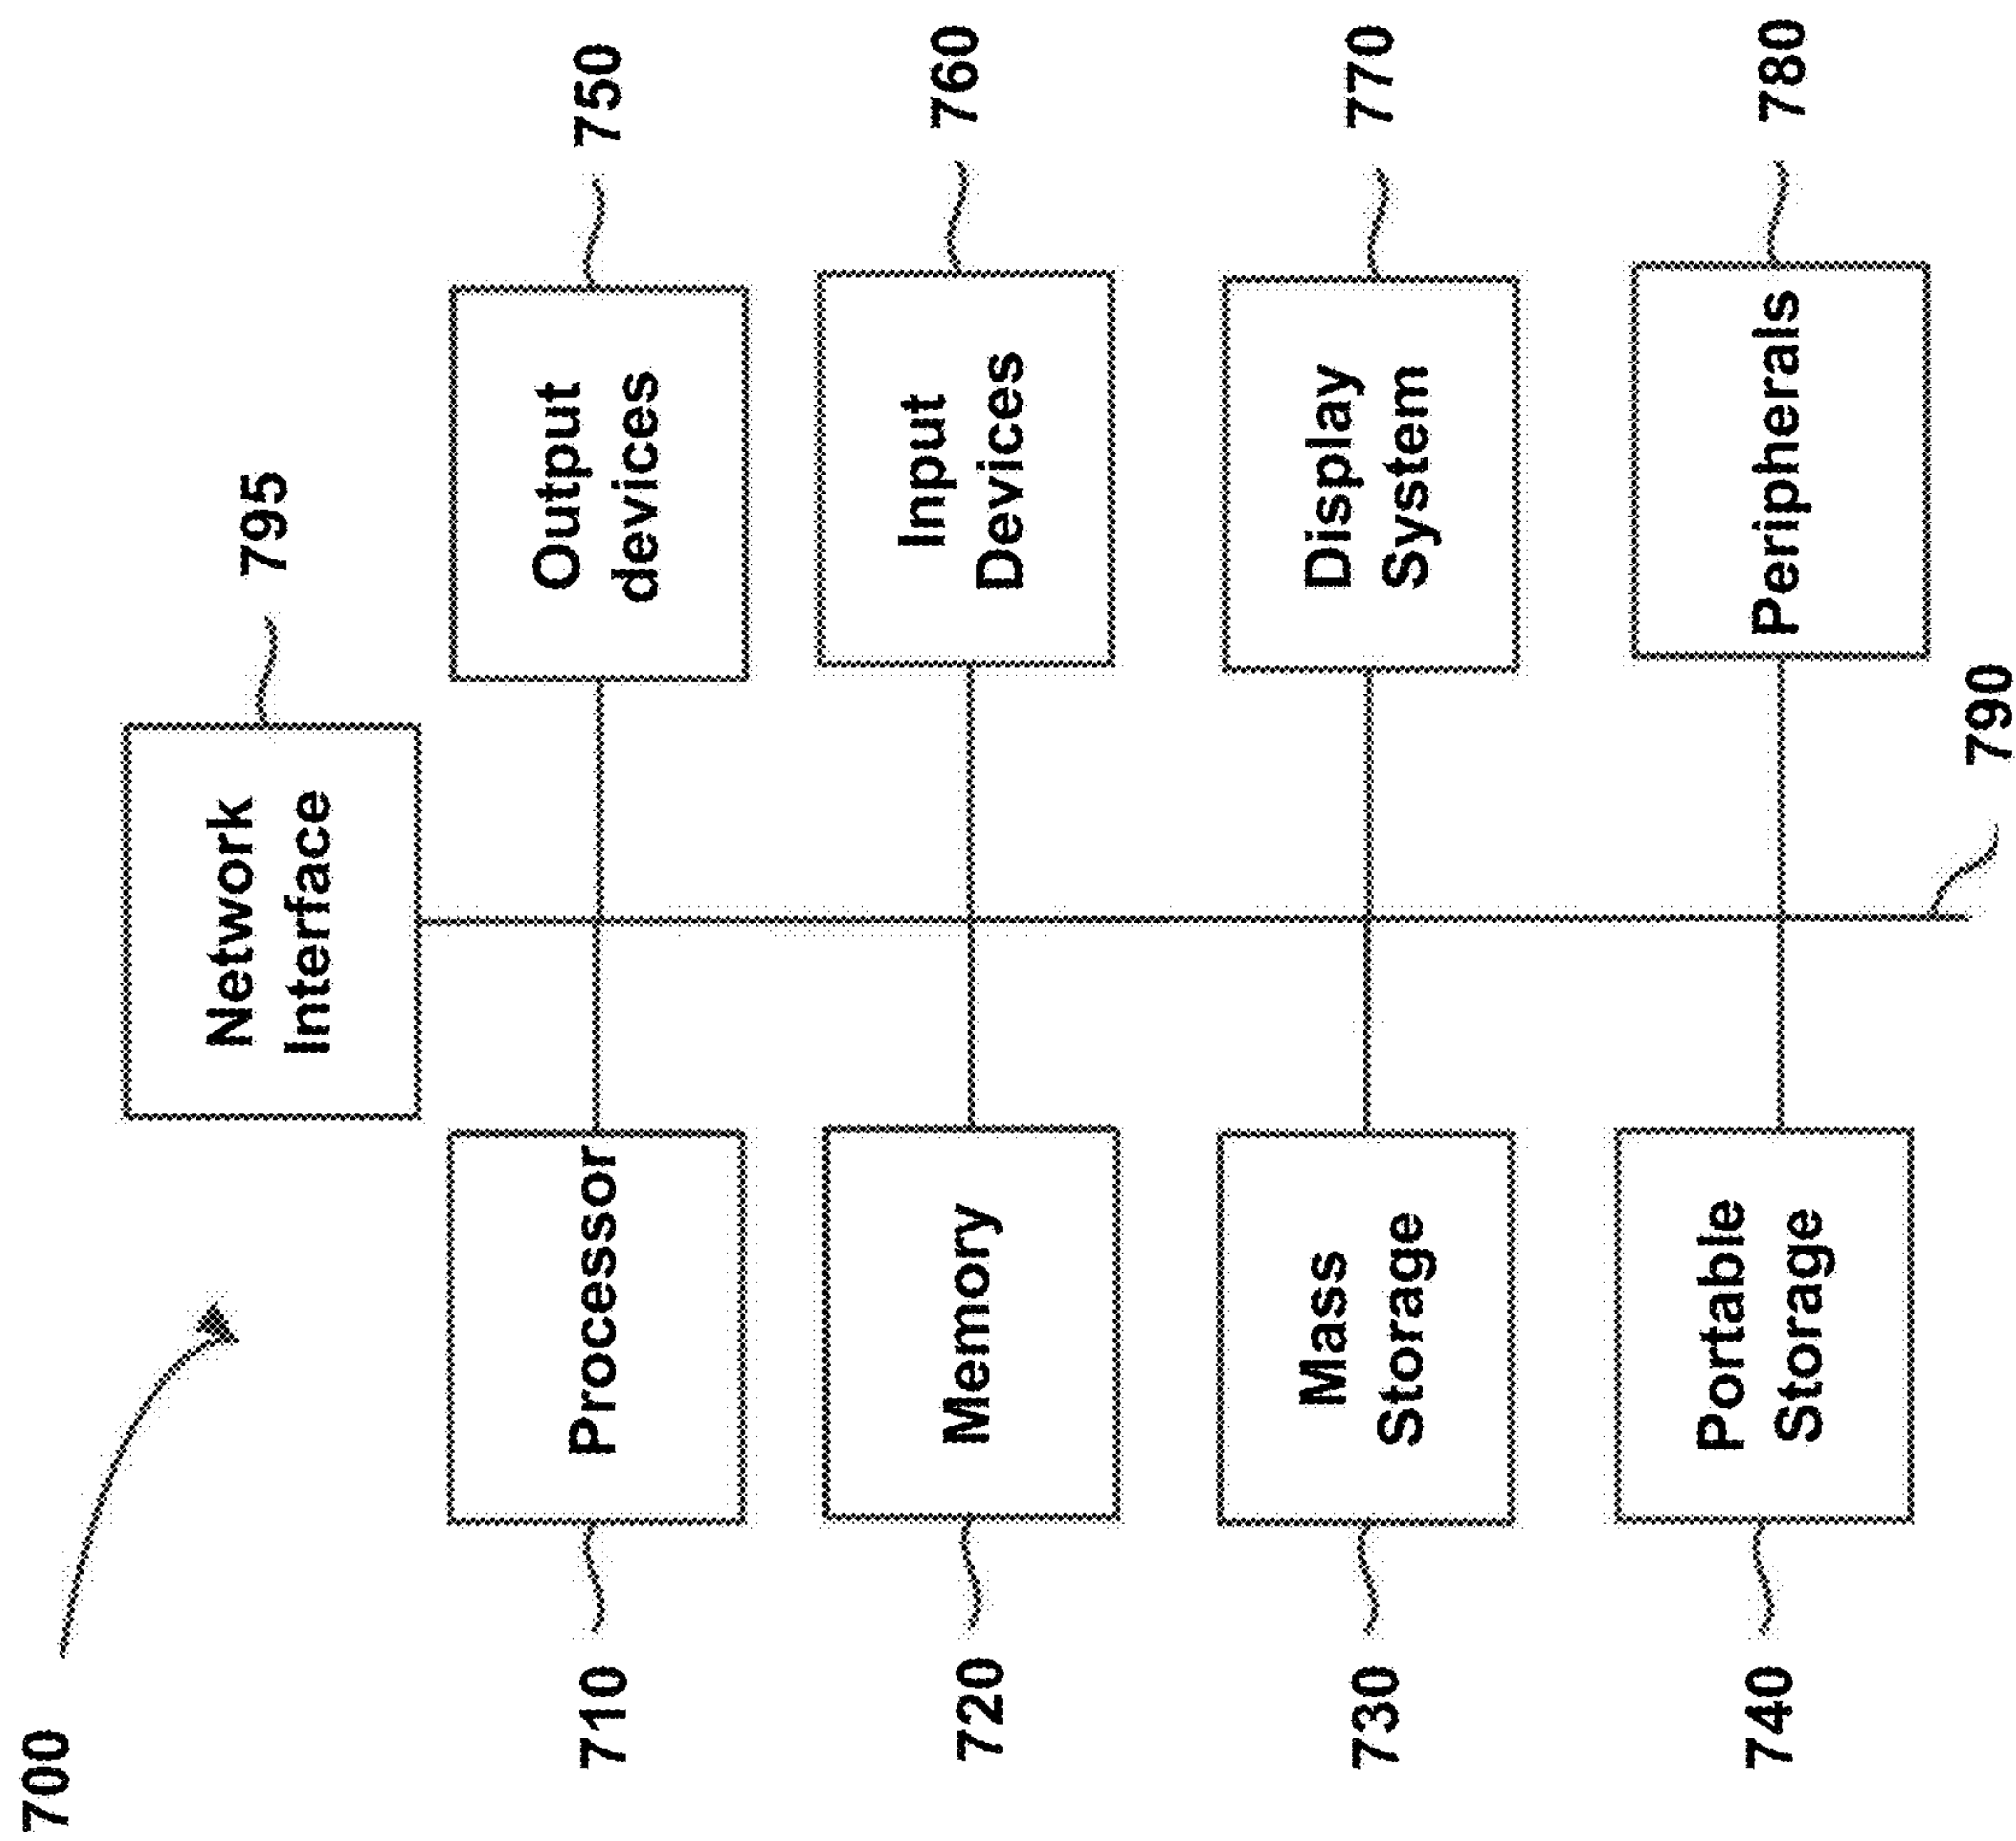 700
Network
Interface
795
710
Processor
Output
devices
750
720
Memory
Input
Devices
760
730
Mass
Storage
Display
System
770
740
Portable
Storage
Peripherals
780
790